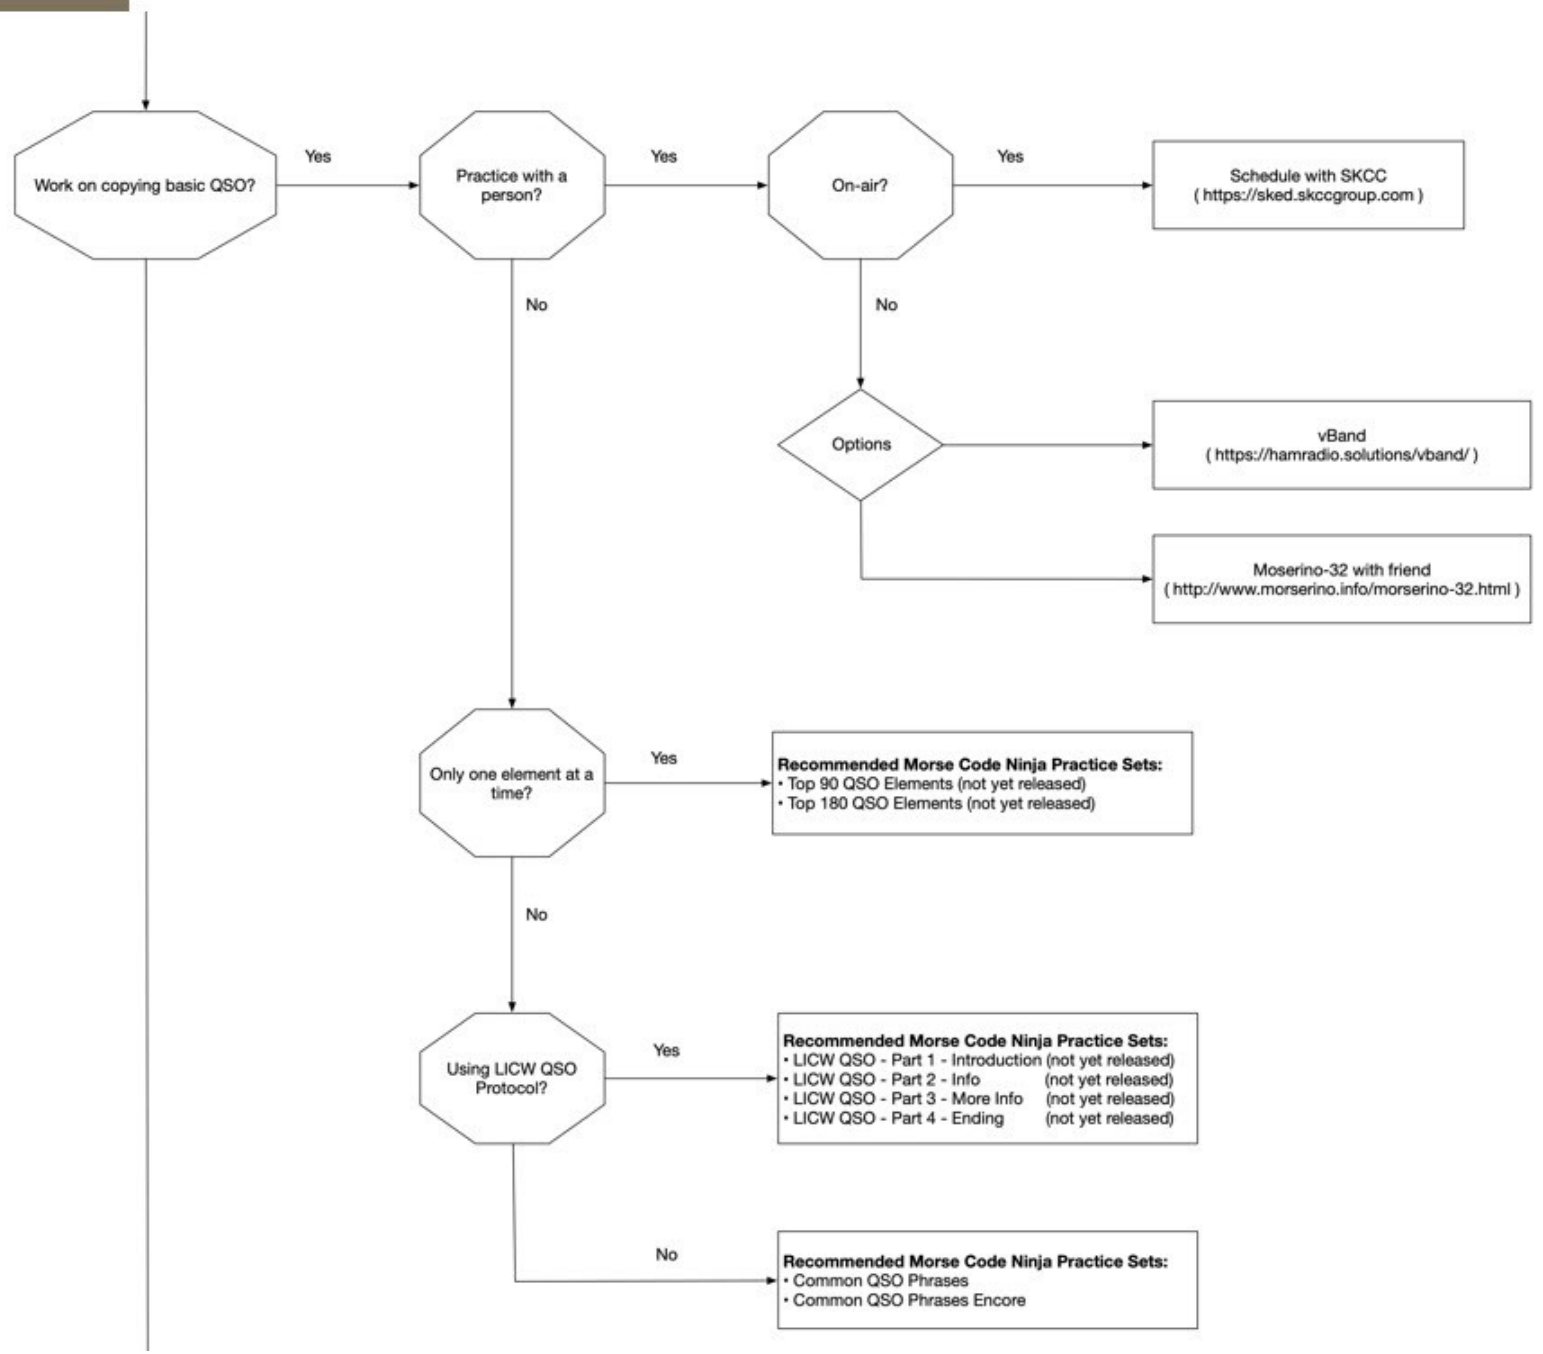 Work on copying basic QSO?
Yes
Practice with a
person?
Yes
On-air?
Yes
Schedule with SKCC
( https://sked.skccgroup.com )
No
No
Options
vBand
( https://hamradio.solutions/vband/ )
Moserino-32 with friend
( http://www.morserino.info/morserino-32.html )
Only one element at a
time?
Yes
Recommended Morse Code Ninja Practice Sets:
• Top 90 QSO Elements (not yet released)
• Top 180 QSO Elements (not yet released)
No
Using LICW QSO
Protocol?
Yes
Recommended Morse Code Ninja Practice Sets:
• LICW QSO - Part 1 - Introduction (not yet released)
• LICW QSO - Part 2 - Info (not yet released)
• LICW QSO - Part 3 - More Info (not yet released)
• LICW QSO - Part 4 - Ending (not yet released)
No
Recommended Morse Code Ninja Practice Sets:
• Common QSO Phrases
• Common QSO Phrases Encore